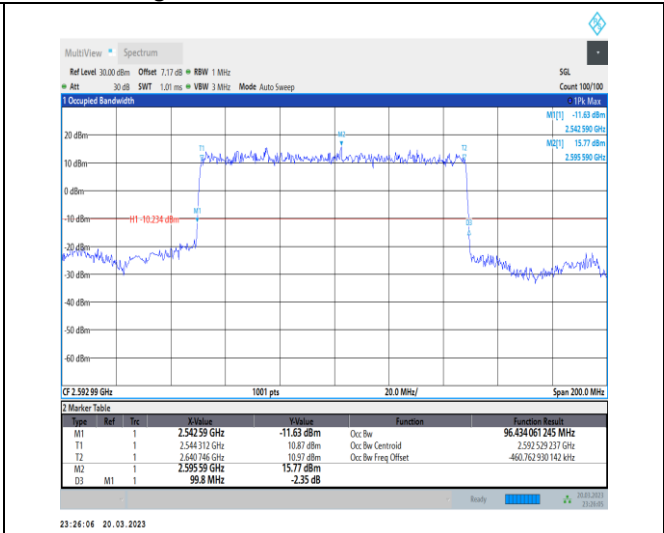 MultiView Spectrum
Ref Level 30.00 dBm Offset 7.17 dB RBW 1 MHz SGL
Att 30 dB SWT 1.01 ms VBW 3 MHz Mode Auto Sweep Count 100/100
1 Occupied Bandwidth 1Pk Max
M1[1] -11.63 dBm
2.542 590 GHz
M2[1] 15.77 dBm
2.595 590 GHz
20 dBm
M2
T1
T2
10 dBm
0 dBm
M1
-10 dBm
H1 -10.234 dBm
D3
-20 dBm
-30 dBm
-40 dBm
-50 dBm
-60 dBm
CF 2.592 99 GHz 1001 pts 20.0 MHz/ Span 200.0 MHz
2 Marker Table
Type Ref Trc X-Value Y-Value Function Function Result
M1 1 2.542 59 GHz -11.63 dBm Occ Bw 96.434 061 245 MHz
T1 1 2.544 312 GHz 10.87 dBm Occ Bw Centroid 2.592 529 237 GHz
T2 1 2.640 746 GHz 10.97 dBm Occ Bw Freq Offset -460.762 930 142 kHz
M2 1 2.595 59 GHz 15.77 dBm
D3 M1 1 99.8 MHz -2.35 dB
Ready 20.03.2023
23:26:05
23:26:06 20.03.2023